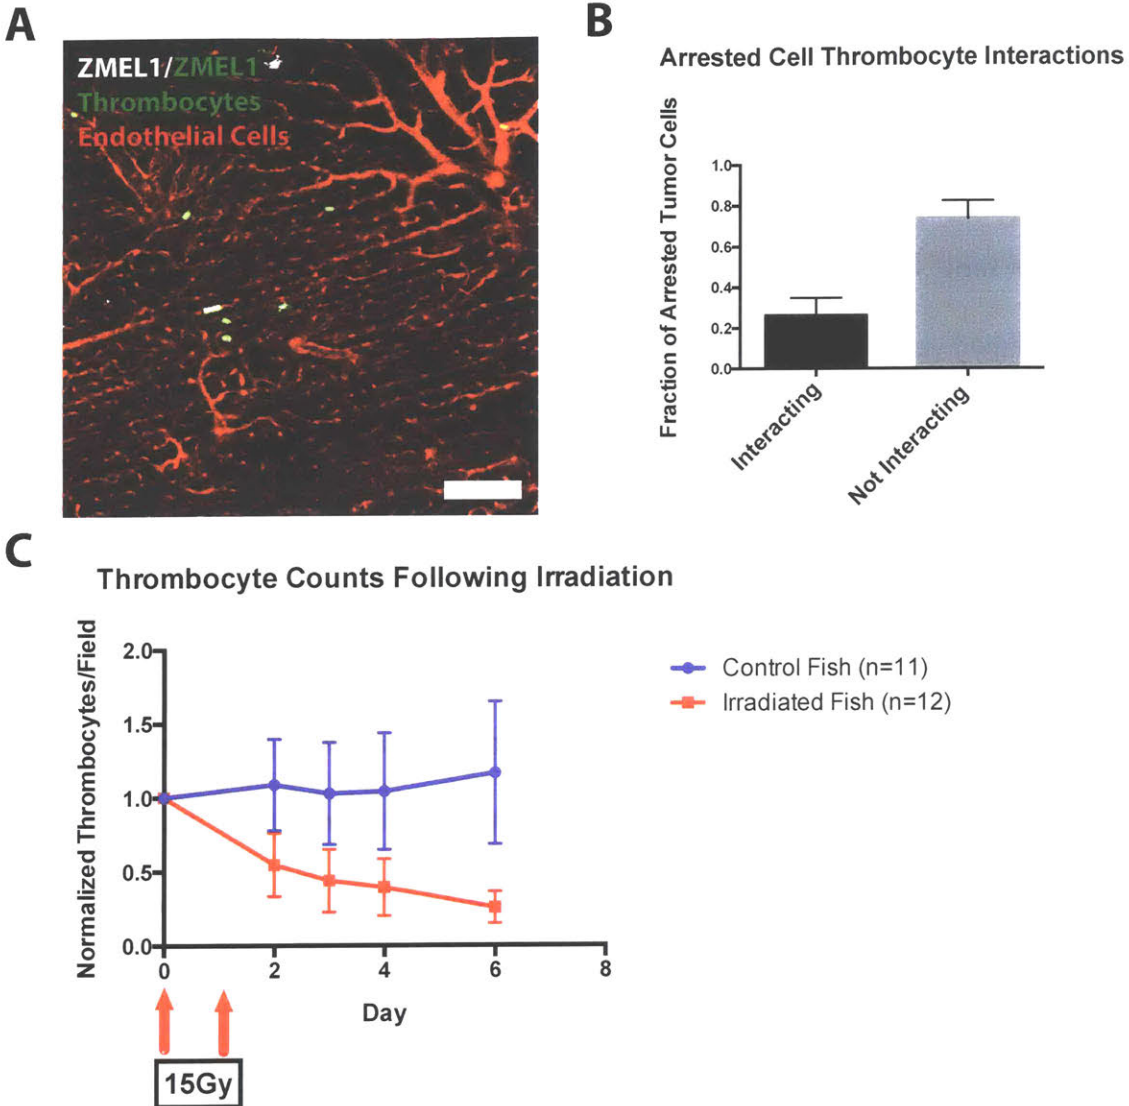 A
ZMEL1/ZMEL1
Thrombocytes
Endothelial Cells
B
Arrested Cell Thrombocyte Interactions
Fraction of Arrested Tumor Cells
1.0
0.8
0.6
0.4
0.2
0.0
Interacting
Not Interacting
C
Thrombocyte Counts Following Irradiation
Normalized Thrombocytes/Field
2.0
1.5
1.0
0.5
0.0
0
2
4
6
8
Day
15Gy
Control Fish (n=11)
Irradiated Fish (n=12)